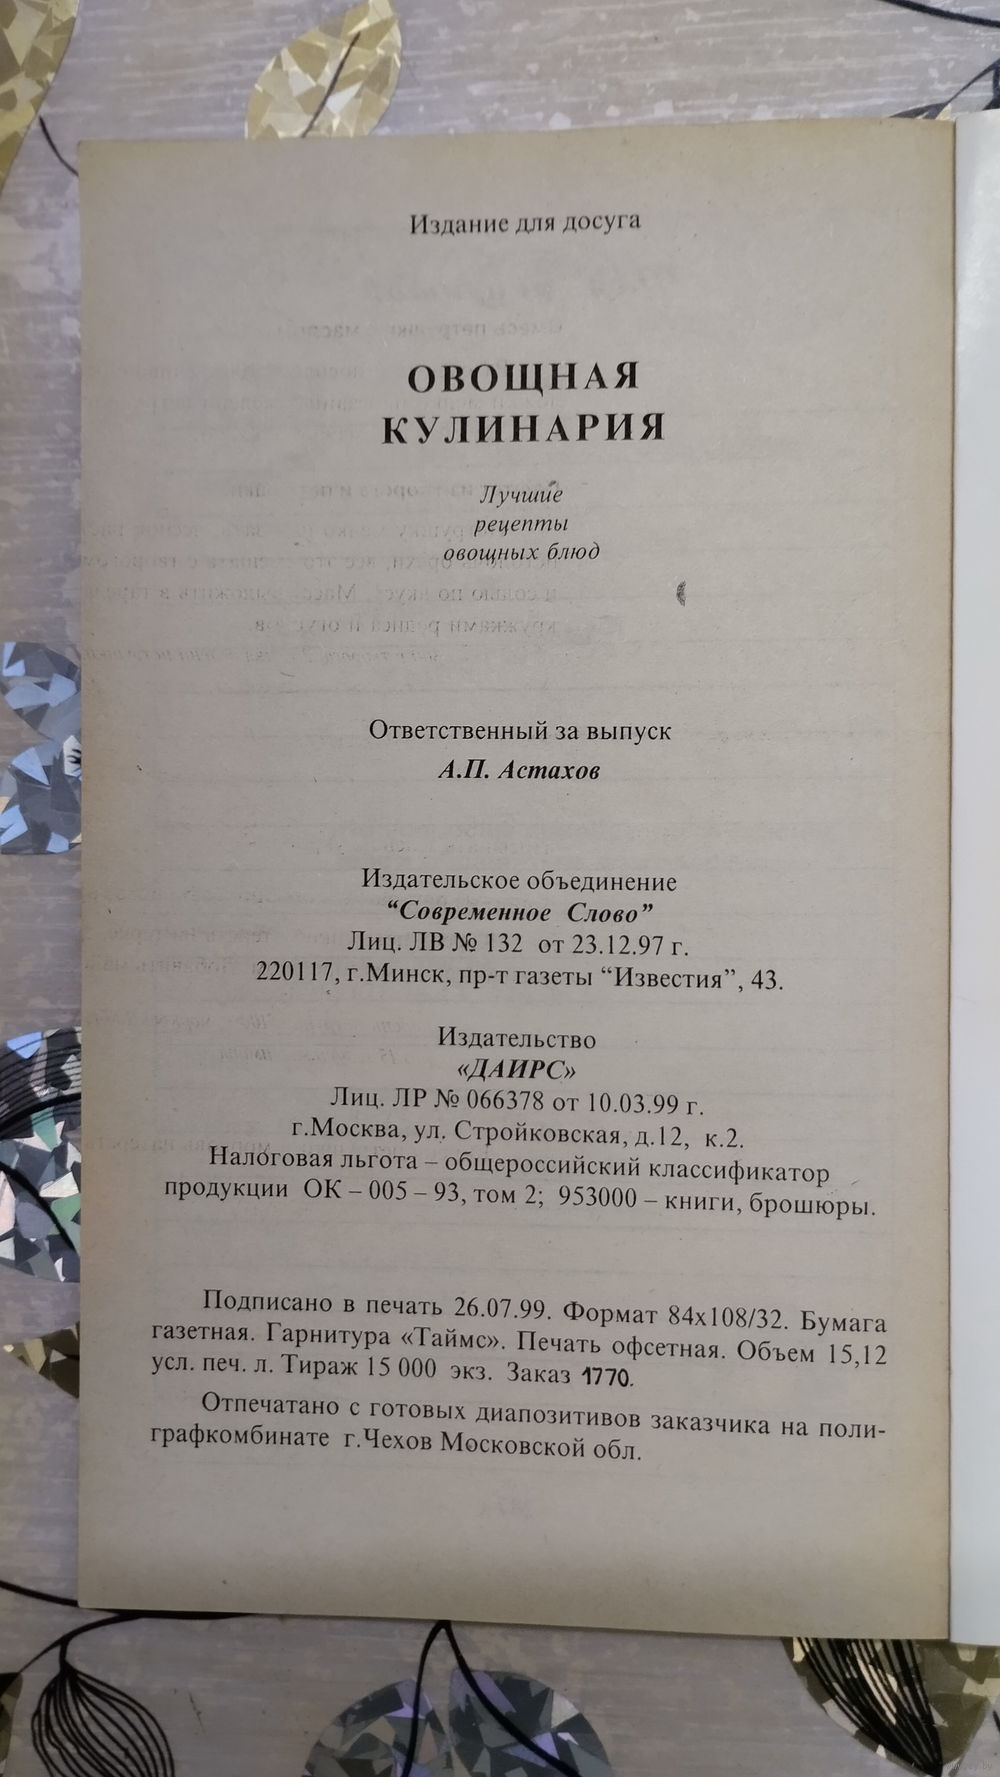 Издание для досуга
ОВОЩНАЯ
КУЛИНАРИЯ
Лучшие
рецепты
овощных блюд
Ответственный за выпуск
А.П. Астахов
Издательское объединение
“Современное Слово”
Лиц. ЛВ № 132 от 23.12.97 г.
220117, г.Минск, пр-т газеты “Известия”, 43.
Издательство
«ДАИРС»
Лиц. ЛР № 066378 от 10.03.99 г.
г.Москва, ул. Стройковская, д.12, к.2.
Налоговая льгота – общероссийский классификатор
продукции ОК – 005 – 93, том 2; 953000 – книги, брошюры.
Подписано в печать 26.07.99. Формат 84х108/32. Бумага
газетная. Гарнитура «Таймс». Печать офсетная. Объем 15,12
усл. печ. л. Тираж 15 000 экз. Заказ 1770.
Отпечатано с готовых диапозитивов заказчика на поли-
графкомбинате г.Чехов Московской обл.